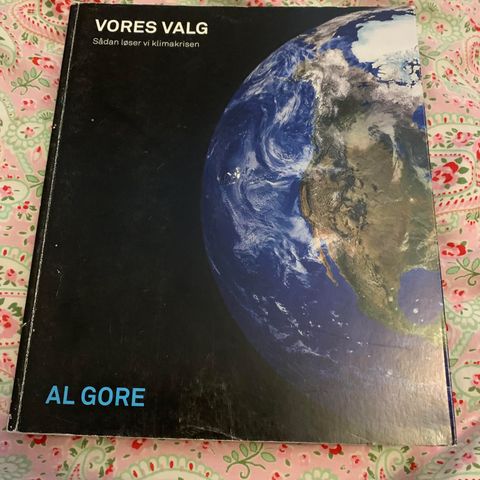 VORES VALG
Sådan løser vi klimakrisen
AL GORE